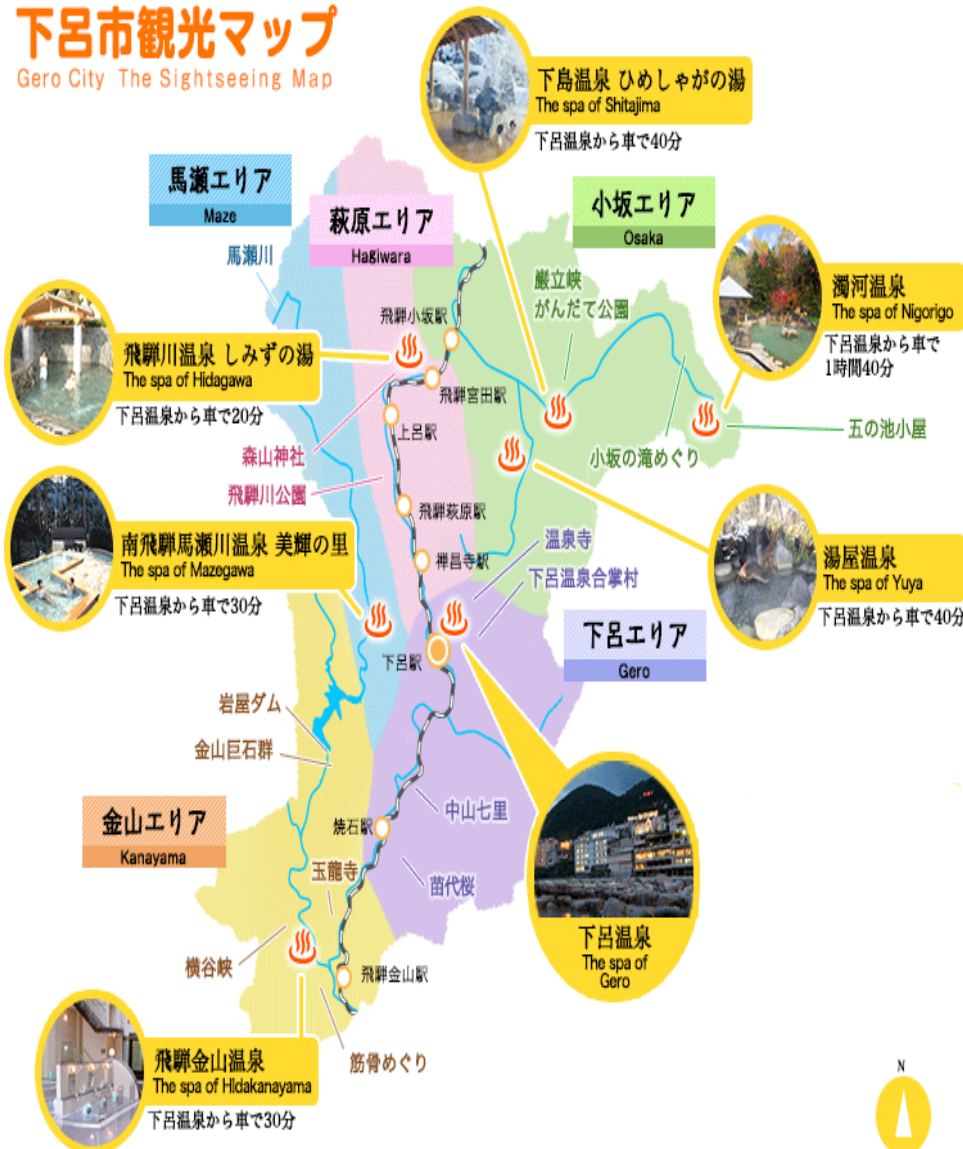 下呂市観光マップ
Gero City The Sightseeing Map
下島温泉 ひめしゃがの湯
The spa of Shitajima
下呂温泉から車で40分
馬瀬エリア
Maze
萩原エリア
Hagiwara
小坂エリア
Osaka
馬瀬川
巌立峡
がんだて公園
濁河温泉
The spa of Nigorigo
下呂温泉から車で
1時間40分
飛騨小坂駅
飛騨川温泉 しみずの湯
The spa of Hidagawa
下呂温泉から車で20分
飛騨宮田駅
上呂駅
五の池小屋
森山神社
小坂の滝めぐり
飛騨川公園
飛騨萩原駅
南飛騨馬瀬川温泉 美輝の里
The spa of Mazegawa
下呂温泉から車で30分
温泉寺
禅昌寺駅
下呂温泉合掌村
湯屋温泉
The spa of Yuya
下呂温泉から車で40分
下呂エリア
Gero
下呂駅
岩屋ダム
金山巨石群
金山エリア
Kanayama
中山七里
焼石駅
玉龍寺
苗代桜
下呂温泉
The spa of
Gero
横谷峡
飛騨金山駅
飛騨金山温泉
The spa of Hidakanayama
下呂温泉から車で30分
筋骨めぐり
N